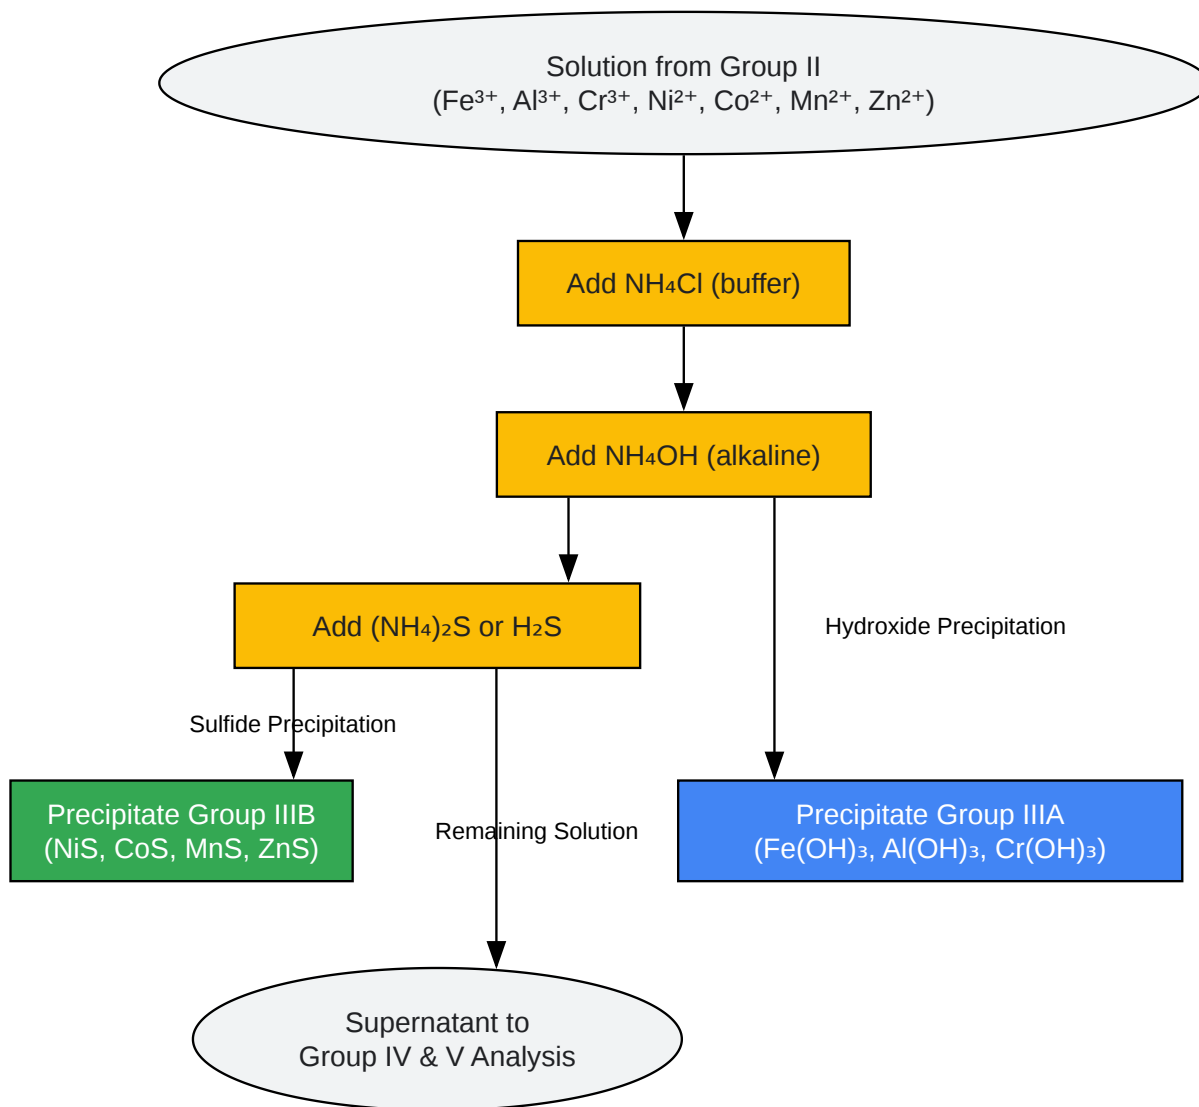 Solution from Group II
(Fe³⁺, Al³⁺, Cr³⁺, Ni²⁺, Co²⁺, Mn²⁺, Zn²⁺)
Add NH₄Cl (buffer)
Add NH₄OH (alkaline)
Add (NH₄)₂S or H₂S
Hydroxide Precipitation
Sulfide Precipitation
Precipitate Group IIIB
(NiS, CoS, MnS, ZnS)
Remaining Solution
Precipitate Group IIIA
(Fe(OH)₃, Al(OH)₃, Cr(OH)₃)
Supernatant to
Group IV & V Analysis